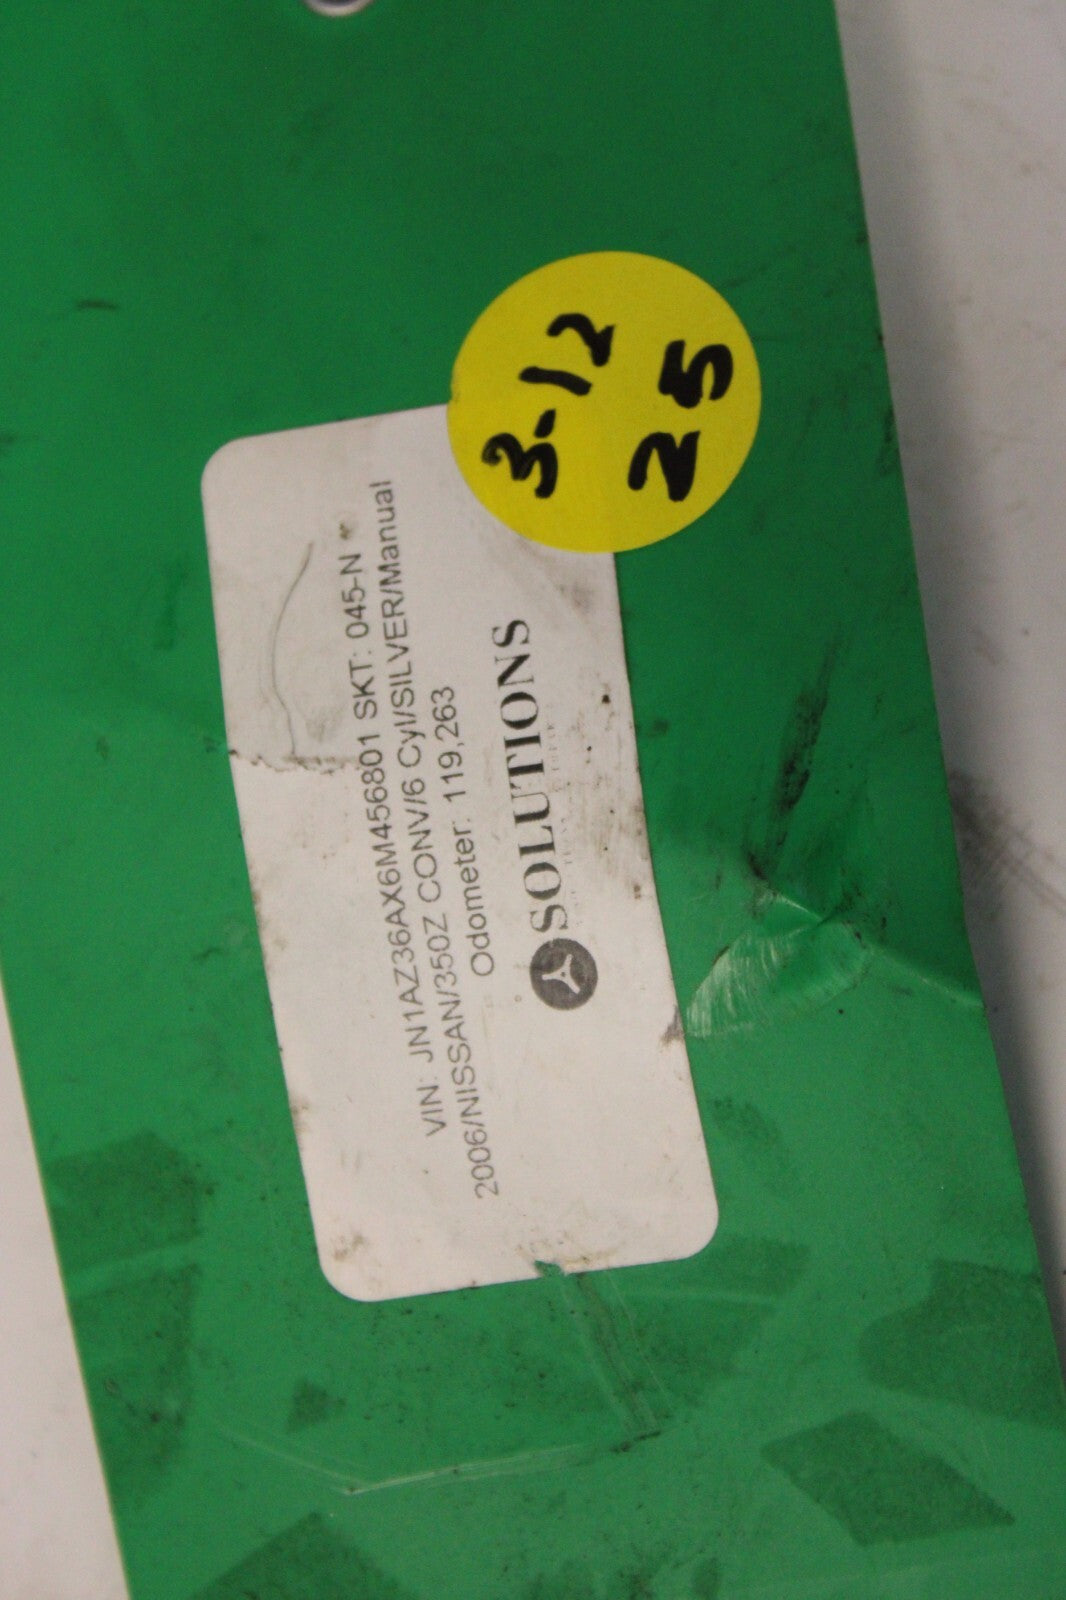 3-12
25
VIN: JN1AZ36AX6M456801 SKT: 045-N
2006/NISSAN/350Z CONV/6 Cyl/SILVER/Manual
Odometer: 119,263
SOLUTIONS